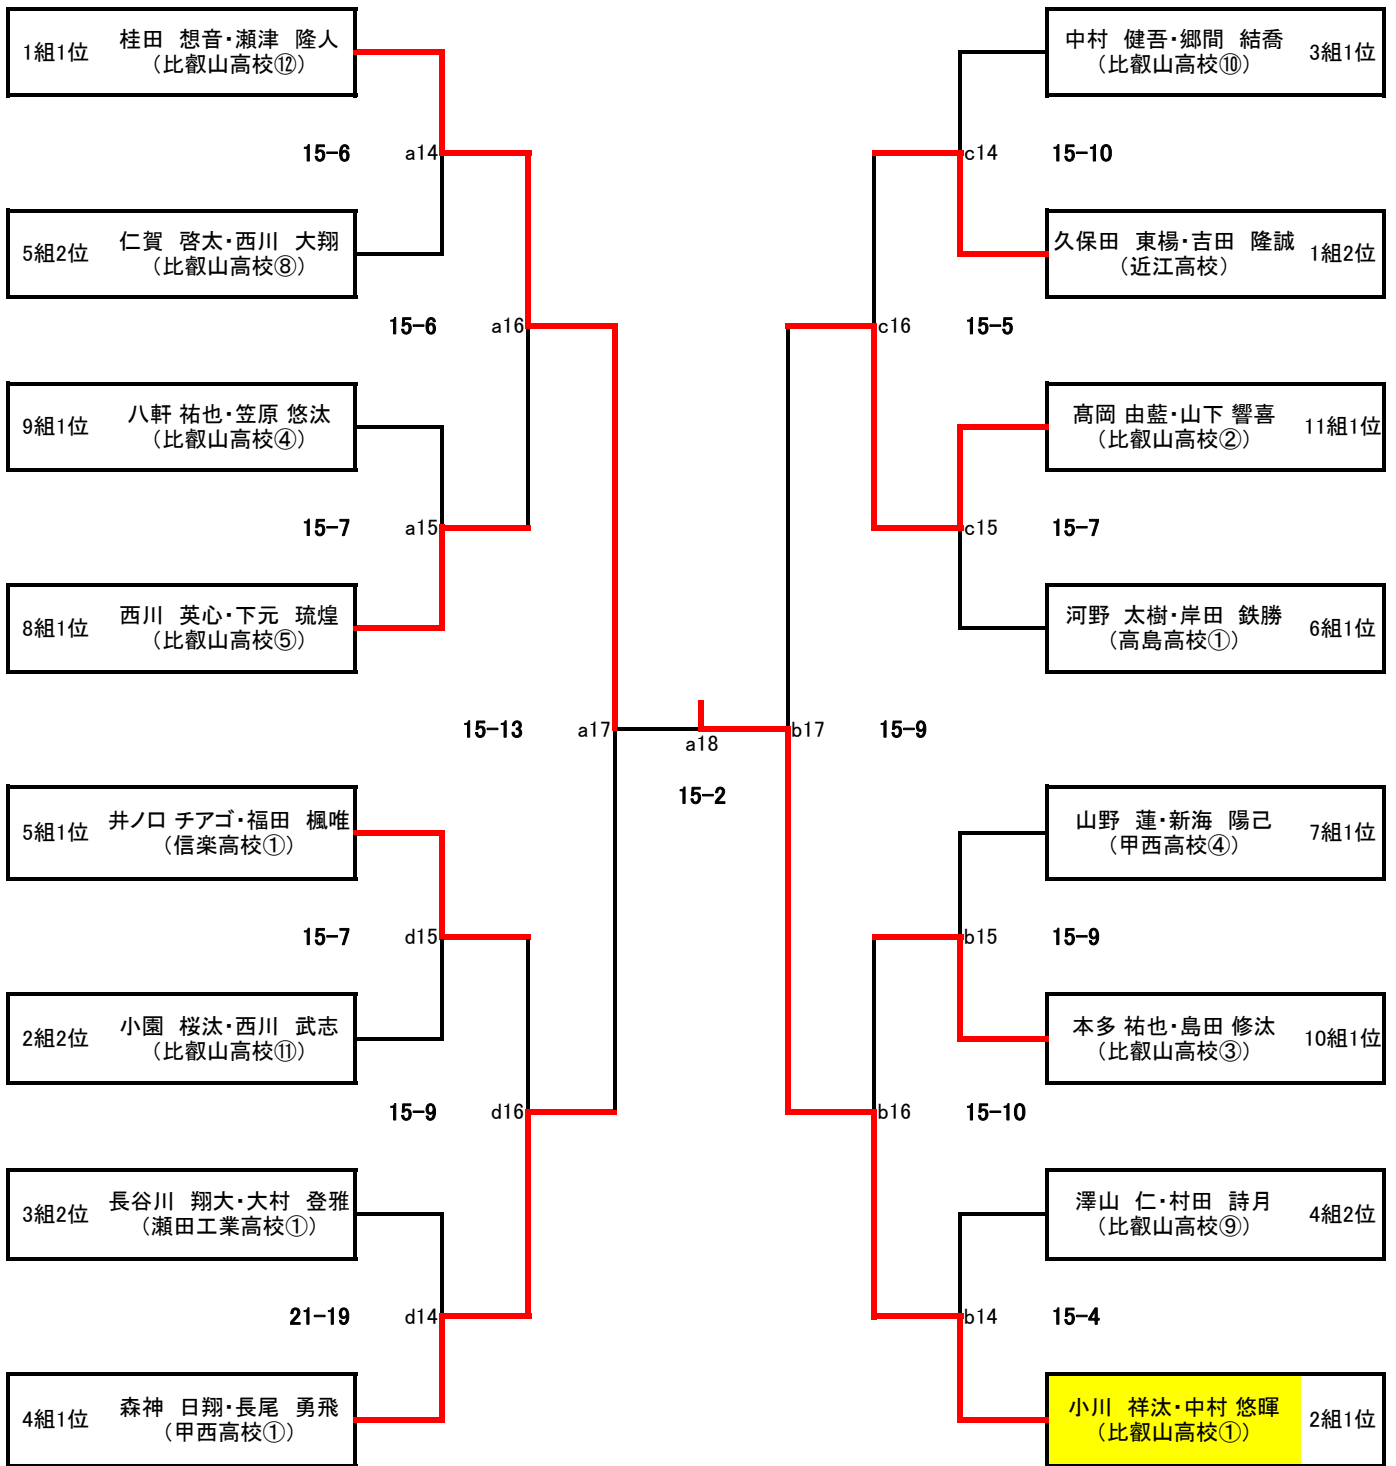 1組1位
桂田　想音・瀬津　隆人
（比叡山高校⑫）
15-6
a14
5組2位
仁賀　啓太・西川　大翔
（比叡山高校⑧）
15-6
a16
9組1位
八軒 祐也・笠原 悠汰
（比叡山高校④）
15-7
a15
8組1位
西川　英心・下元　琉煌
（比叡山高校⑤）
15-13
a17
5組1位
井ノ口 チアゴ・福田　楓唯
（信楽高校①）
15-7
d15
2組2位
小園　桜汰・西川　武志
（比叡山高校⑪）
15-9
d16
3組2位
長谷川　翔大・大村　登雅
（瀬田工業高校①）
21-19
d14
4組1位
森神　日翔・長尾　勇飛
（甲西高校①）
a18
15-2
中村　健吾・郷間　結喬
（比叡山高校⑩）
3組1位
c14
15-10
久保田　東楊・吉田　隆誠
（近江高校）
1組2位
c16
15-5
髙岡 由藍・山下 響喜
（比叡山高校②）
11組1位
c15
15-7
河野　太樹・岸田　鉄勝
（高島高校①）
6組1位
b17
15-9
山野　蓮・新海　陽己
（甲西高校④）
7組1位
b15
15-9
本多 祐也・島田 修汰
（比叡山高校③）
10組1位
b16
15-10
澤山　仁・村田　詩月
（比叡山高校⑨）
4組2位
b14
15-4
小川　祥汰・中村 悠暉
（比叡山高校①）
2組1位